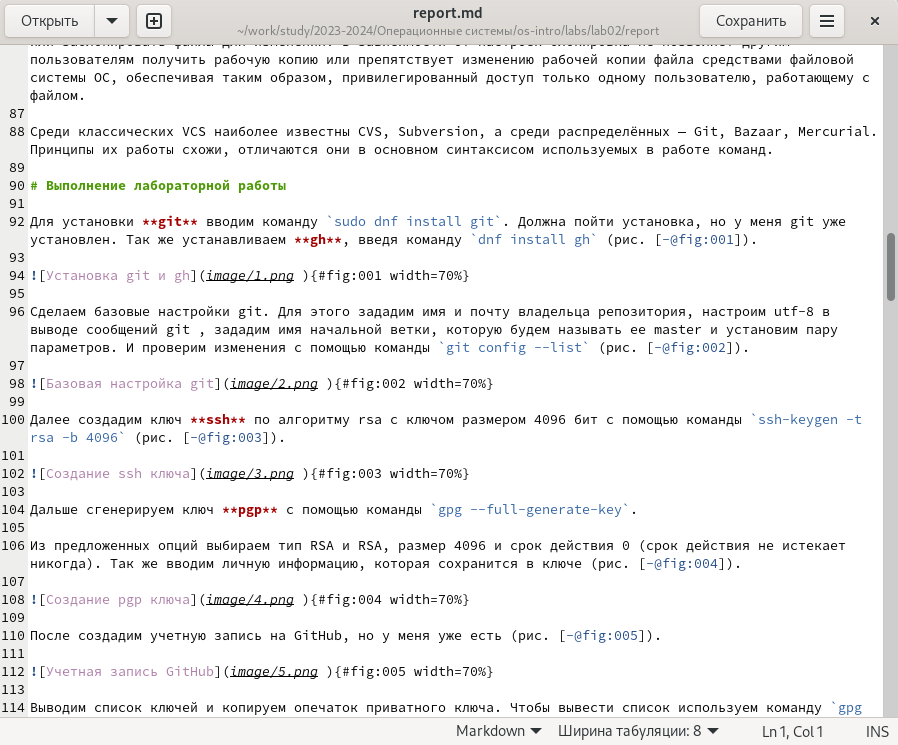 Открыть
report.md
~/work/study/2023-2024/Операционные системы/os-intro/labs/lab02/report
Сохранить
пользователям получить рабочую копию или препятствует изменению рабочей копии файла средствами файловой
системы ОС, обеспечивая таким образом, привилегированный доступ только одному пользователю, работающему с
файлом.
87
88 Среди классических VCS наиболее известны CVS, Subversion, а среди распределённых — Git, Bazaar, Mercurial.
Принципы их работы схожи, отличаются они в основном синтаксисом используемых в работе команд.
89
90 # Выполнение лабораторной работы
91
92 Для установки **git** вводим команду `sudo dnf install git`. Должна пойти установка, но у меня git уже
установлен. Так же устанавливаем **gh**, введя команду `dnf install gh` (рис. [-@fig:001]).
93
94 ![Установка git и gh](image/1.png ){#fig:001 width=70%}
95
96 Сделаем базовые настройки git. Для этого зададим имя и почту владельца репозитория, настроим utf-8 в
выводе сообщений git , зададим имя начальной ветки, которую будем называть ее master и установим пару
параметров. И проверим изменения с помощью команды `git config --list` (рис. [-@fig:002]).
97
98 ![Базовая настройка git](image/2.png ){#fig:002 width=70%}
99
100 Далее создадим ключ **ssh** по алгоритму rsa с ключом размером 4096 бит с помощью команды `ssh-keygen -t
rsa -b 4096` (рис. [-@fig:003]).
101
102 ![Создание ssh ключа](image/3.png ){#fig:003 width=70%}
103
104 Дальше сгенерируем ключ **pgp** с помощью команды `gpg --full-generate-key`.
105
106 Из предложенных опций выбираем тип RSA и RSA, размер 4096 и срок действия 0 (срок действия не истекает
никогда). Так же вводим личную информацию, которая сохранится в ключе (рис. [-@fig:004]).
107
108 ![Создание pgp ключа](image/4.png ){#fig:004 width=70%}
109
110 После создадим учетную запись на GitHub, но у меня уже есть (рис. [-@fig:005]).
111
112 ![Учетная запись GitHub](image/5.png ){#fig:005 width=70%}
113
114 Выводим список ключей и копируем опечаток приватного ключа. Чтобы вывести список используем команду `gpg
Markdown
Ширина табуляции: 8
Ln 1, Col 1
INS